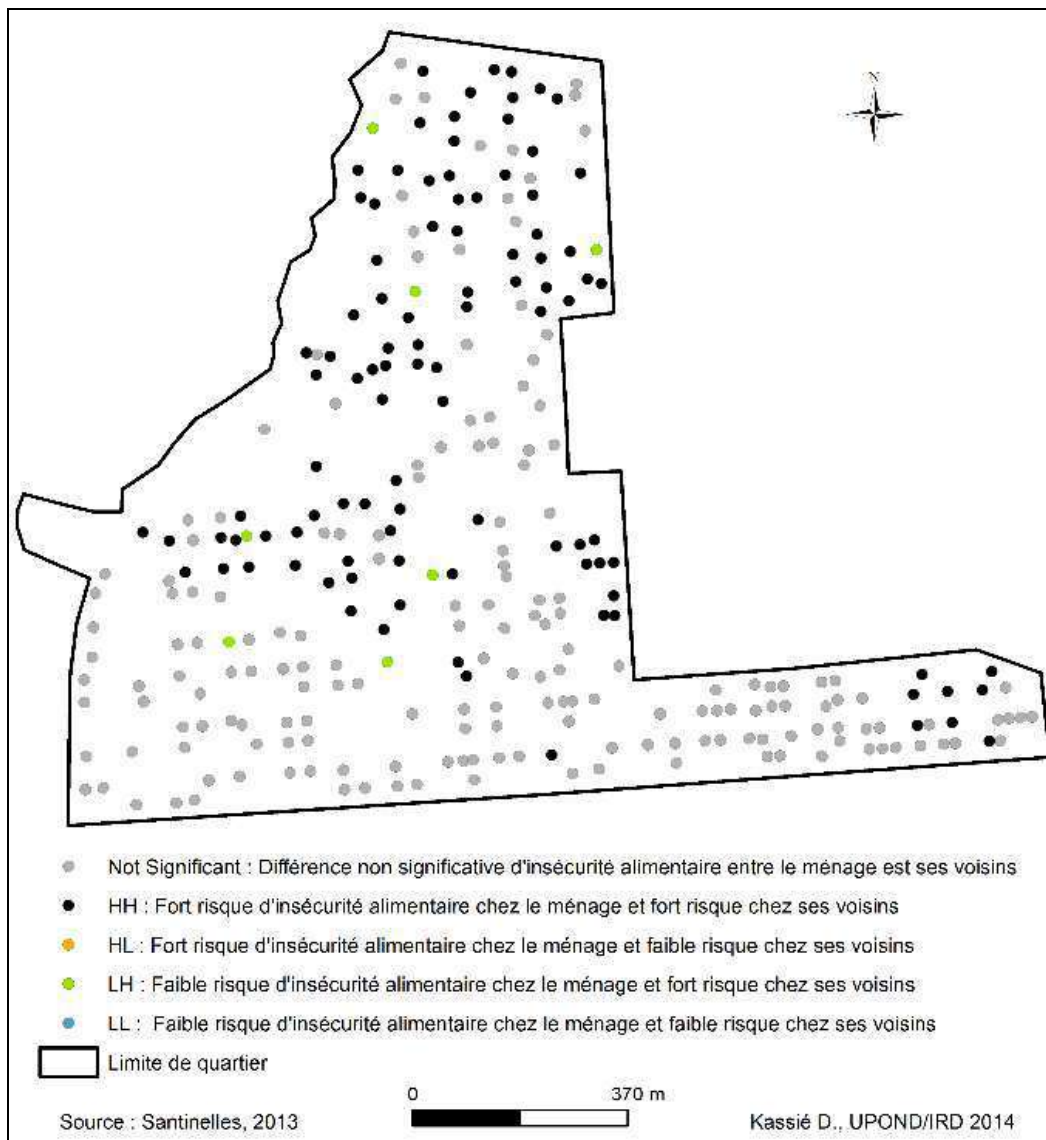 N
Not Significant : Différence non significative d'insécurité alimentaire entre le ménage est ses voisins
HH : Fort risque d'insécurité alimentaire chez le ménage et fort risque chez ses voisins
HL : Fort risque d'insécurité alimentaire chez le ménage et faible risque chez ses voisins
LH : Faible risque d'insécurité alimentaire chez le ménage et fort risque chez ses voisins
LL : Faible risque d'insécurité alimentaire chez le ménage et faible risque chez ses voisins
Limite de quartier
0 370 m
Source : Santinelles, 2013 Kassié D., UPOND/IRD 2014